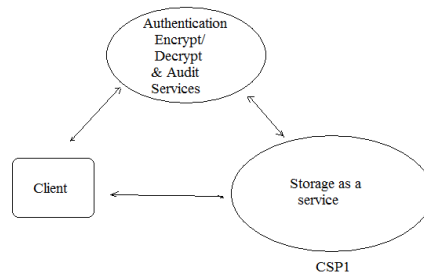 Authentication
Encrypt/
Decrypt
& Audit
Services
Client
Storage as a
service
CSP1